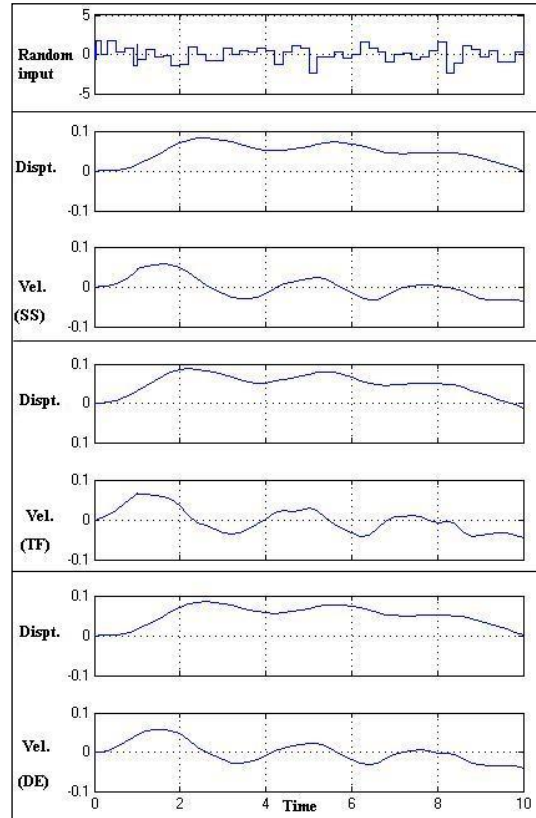 5
Random input
0
-5
0.1
Dispt.
0
-0.1
0.1
Vel.
0
(SS)
-0.1
0.1
Dispt.
0
0.1
0.1
Vel.
0
(TF)
-0.1
0.1
Dispt.
0
-0.1
0.1
Vel.
0
(DE)
-0.1
0 2 4 Time 6 8 10